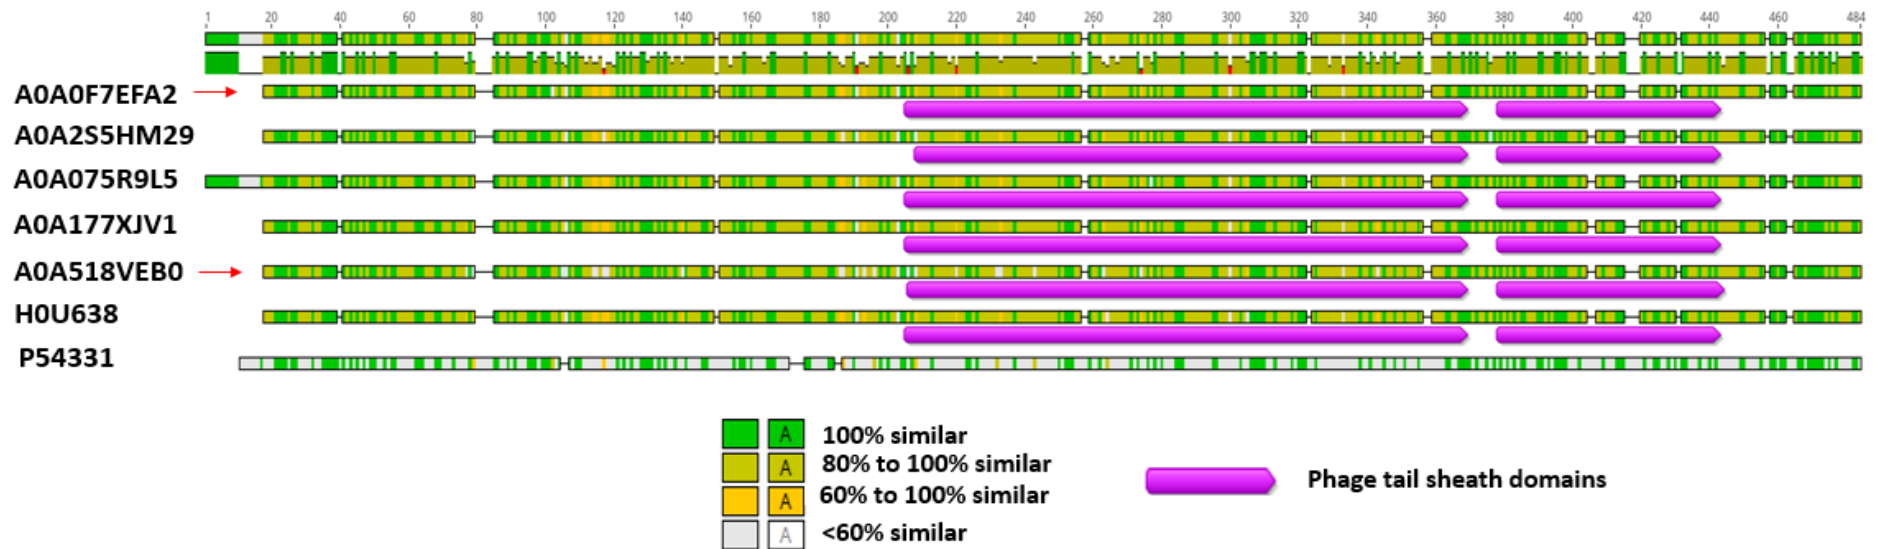 1 20 40 60 80 100 120 140 160 180 200 220 240 260 280 300 320 340 360 380 400 420 440 460 484
A0A0F7EFA2
A0A2S5HM29
A0A075R9L5
A0A177XJV1
A0A518VEB0
H0U638
P54331
A 100% similar
A 80% to 100% similar
Phage tail sheath domains
A 60% to 100% similar
A <60% similar